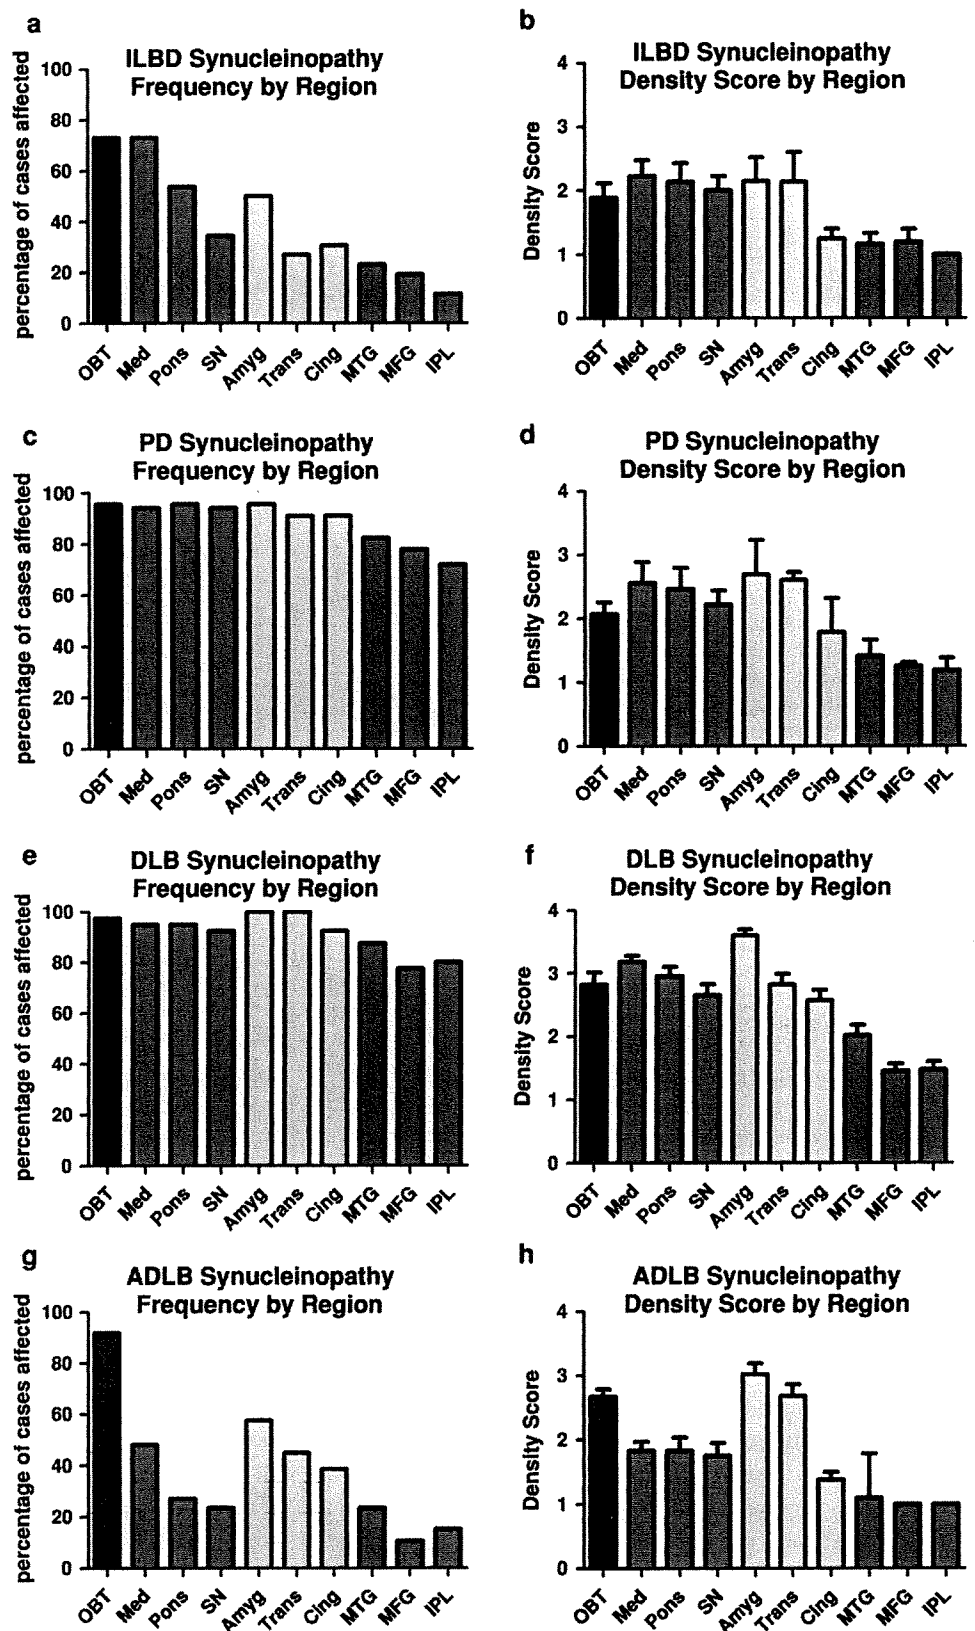 a
ILBD Synucleinopathy
Frequency by Region
percentage of cases affected
100
80
60
40
20
0
OBT
Med
Pons
SN
Amyg
Trans
Cing
MTG
MFG
IPL
b
ILBD Synucleinopathy
Density Score by Region
Density Score
4
3
2
1
0
OBT
Med
Pons
SN
Amyg
Trans
Cing
MTG
MFG
IPL
c
PD Synucleinopathy
Frequency by Region
percentage of cases affected
100
80
60
40
20
0
OBT
Med
Pons
SN
Amyg
Trans
Cing
MTG
MFG
IPL
d
PD Synucleinopathy
Density Score by Region
Density Score
4
3
2
1
0
OBT
Med
Pons
SN
Amyg
Trans
Cing
MTG
MFG
IPL
e
DLB Synucleinopathy
Frequency by Region
percentage of cases affected
100
80
60
40
20
0
OBT
Med
Pons
SN
Amyg
Trans
Cing
MTG
MFG
IPL
f
DLB Synucleinopathy
Density Score by Region
Density Score
4
3
2
1
0
OBT
Med
Pons
SN
Amyg
Trans
Cing
MTG
MFG
IPL
g
ADLB Synucleinopathy
Frequency by Region
percentage of cases affected
100
80
60
40
20
0
OBT
Med
Pons
SN
Amyg
Trans
Cing
MTG
MFG
IPL
h
ADLB Synucleinopathy
Density Score by Region
Density Score
4
3
2
1
0
OBT
Med
Pons
SN
Amyg
Trans
Cing
MTG
MFG
IPL